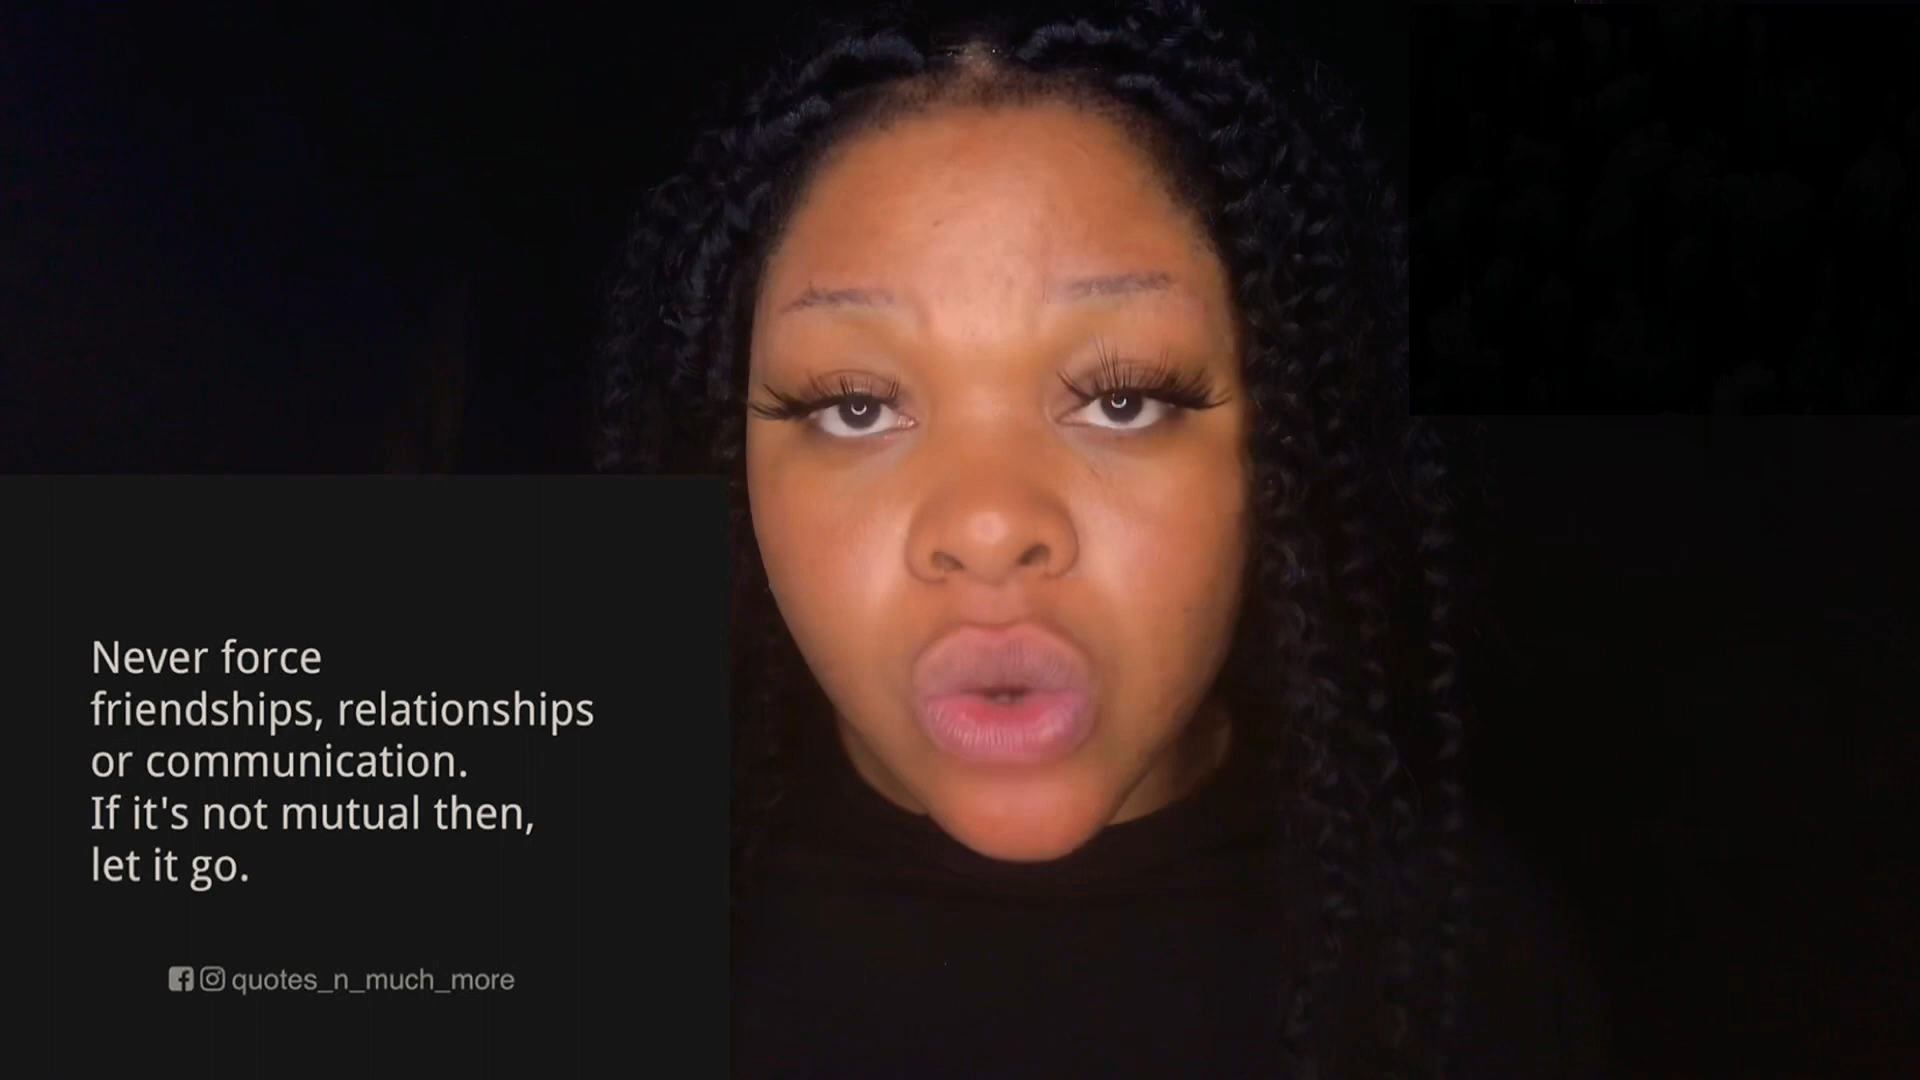 Never force
friendships, relationships
or communication.
If it's not mutual then,
let it go.
quotes_n_much_more